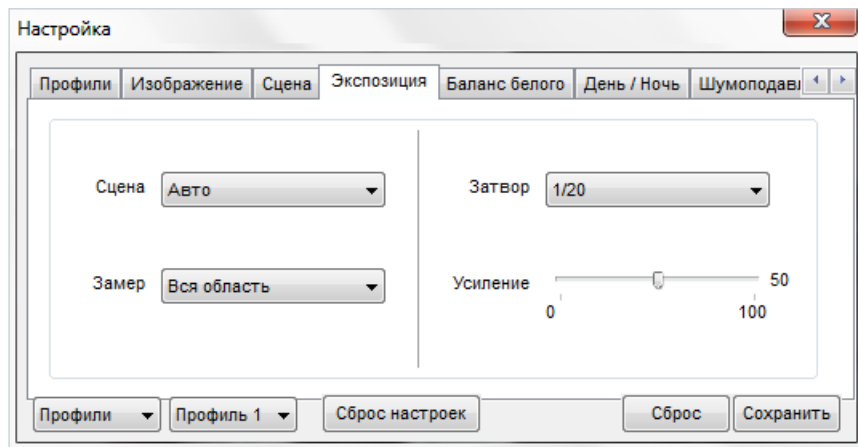 Настройка
Профили Изображение Сцена Экспозиция Баланс белого День / Ночь Шумоподавл
Сцена Авто Затвор 1/20
Замер Вся область Усиление 50
0 100
Профили Профиль 1 Сброс настроек Сброс Сохранить